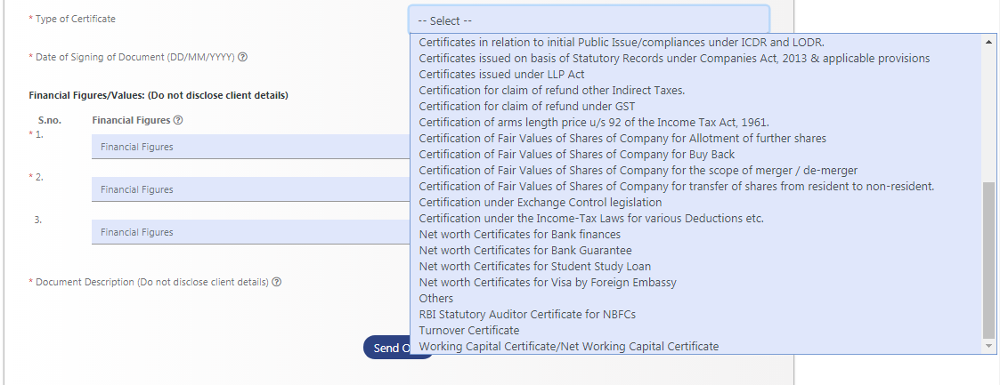 * Type of Certificate
-- Select --
Certificates in relation to initial Public Issue/compliances under ICDR and LODR.
Certificates issued on basis of Statutory Records under Companies Act, 2013 & applicable provisions
Certificates issued under LLP Act
Certification for claim of refund other Indirect Taxes.
Certification for claim of refund under GST
Certification of arms length price u/s 92 of the Income Tax Act, 1961.
Certification of Fair Values of Shares of Company for Allotment of further shares
Certification of Fair Values of Shares of Company for Buy Back
Certification of Fair Values of Shares of Company for the scope of merger / de-merger
Certification of Fair Values of Shares of Company for transfer of shares from resident to non-resident.
Certification under Exchange Control legislation
Certification under the Income-Tax Laws for various Deductions etc.
Net worth Certificates for Bank finances
Net worth Certificates for Bank Guarantee
Net worth Certificates for Student Study Loan
Net worth Certificates for Visa by Foreign Embassy
Others
RBI Statutory Auditor Certificate for NBFCs
Turnover Certificate
Working Capital Certificate/Net Working Capital Certificate
* Date of Signing of Document (DD/MM/YYYY) ?
Financial Figures/Values: (Do not disclose client details)
S.no. Financial Figures ?
* 1. Financial Figures
* 2. Financial Figures
3. Financial Figures
* Document Description (Do not disclose client details) ?
Send